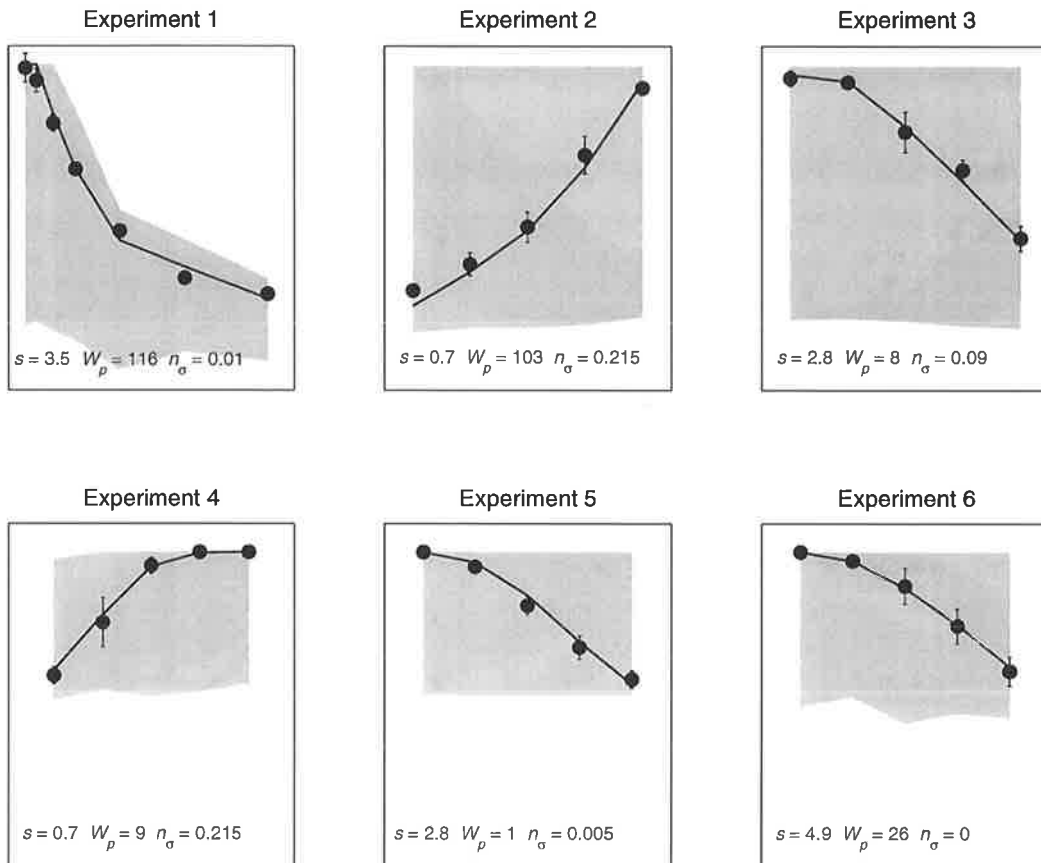 Experiment 1
Experiment 2
Experiment 3
s = 3.5 W_p = 116 n_σ = 0.01
s = 0.7 W_p = 103 n_σ = 0.215
s = 2.8 W_p = 8 n_σ = 0.09
Experiment 4
Experiment 5
Experiment 6
s = 0.7 W_p = 9 n_σ = 0.215
s = 2.8 W_p = 1 n_σ = 0.005
s = 4.9 W_p = 26 n_σ = 0